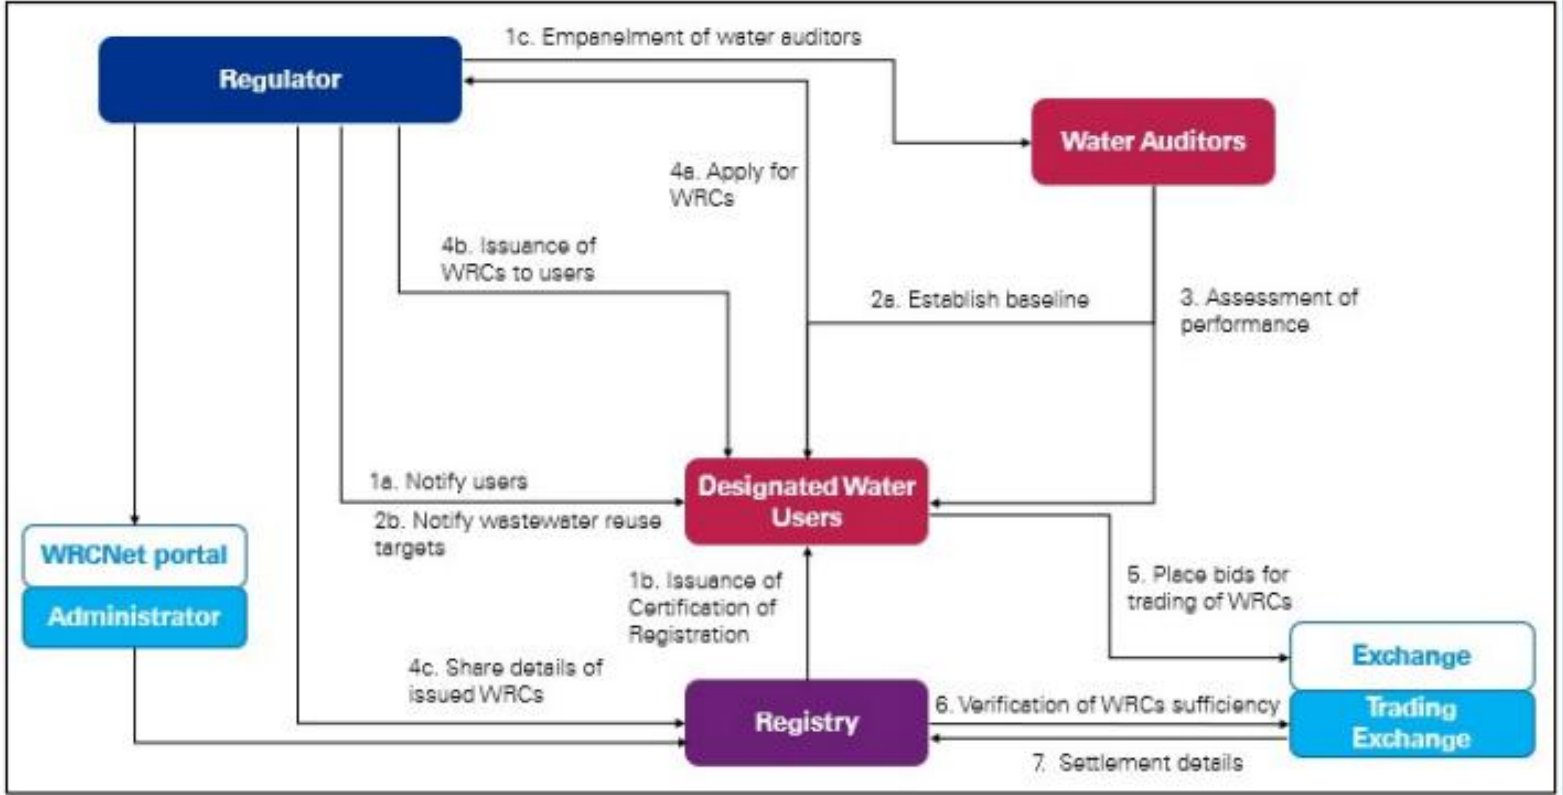 1c. Empanelment of water auditors
Regulator
Water Auditors
4a. Apply for
WRCs
4b. Issuance of
WRCs to users
2a. Establish baseline
3. Assessment of
performance
1a. Notify users
Designated Water
Users
2b. Notify wastewater reuse
targets
WRCNet portal
Administrator
1b. Issuance of
Certification of
Registration
5. Place bids for
trading of WRCs
4c. Share details of
issued WRCs
Exchange
Registry
6. Verification of WRCs sufficiency
Trading
Exchange
7. Settlement details